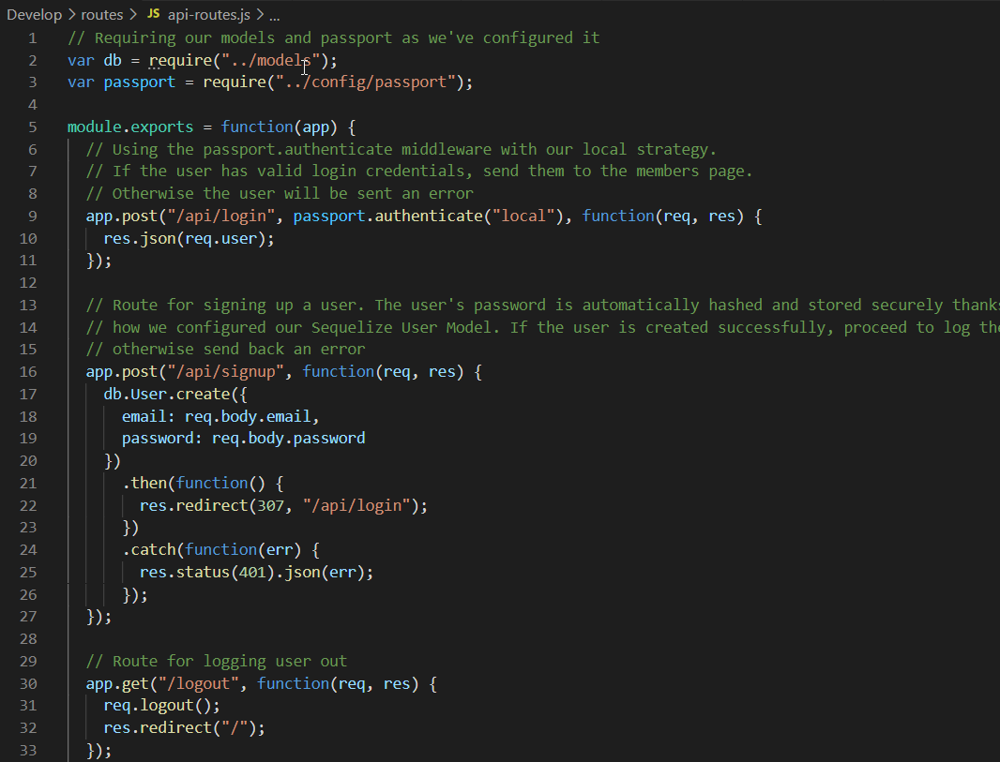 Develop > routes > JS api-routes.js > ...
1 // Requiring our models and passport as we've configured it
2 var db = require("../models");
3 var passport = require("../config/passport");
4
5 module.exports = function(app) {
6   // Using the passport.authenticate middleware with our local strategy.
7   // If the user has valid login credentials, send them to the members page.
8   // Otherwise the user will be sent an error
9   app.post("/api/login", passport.authenticate("local"), function(req, res) {
10     res.json(req.user);
11   });
12
13   // Route for signing up a user. The user's password is automatically hashed and stored securely thanks
14   // how we configured our Sequelize User Model. If the user is created successfully, proceed to log the
15   // otherwise send back an error
16   app.post("/api/signup", function(req, res) {
17     db.User.create({
18       email: req.body.email,
19       password: req.body.password
20     })
21       .then(function() {
22         res.redirect(307, "/api/login");
23       })
24       .catch(function(err) {
25         res.status(401).json(err);
26       });
27   });
28
29   // Route for logging user out
30   app.get("/logout", function(req, res) {
31     req.logout();
32     res.redirect("/");
33   });